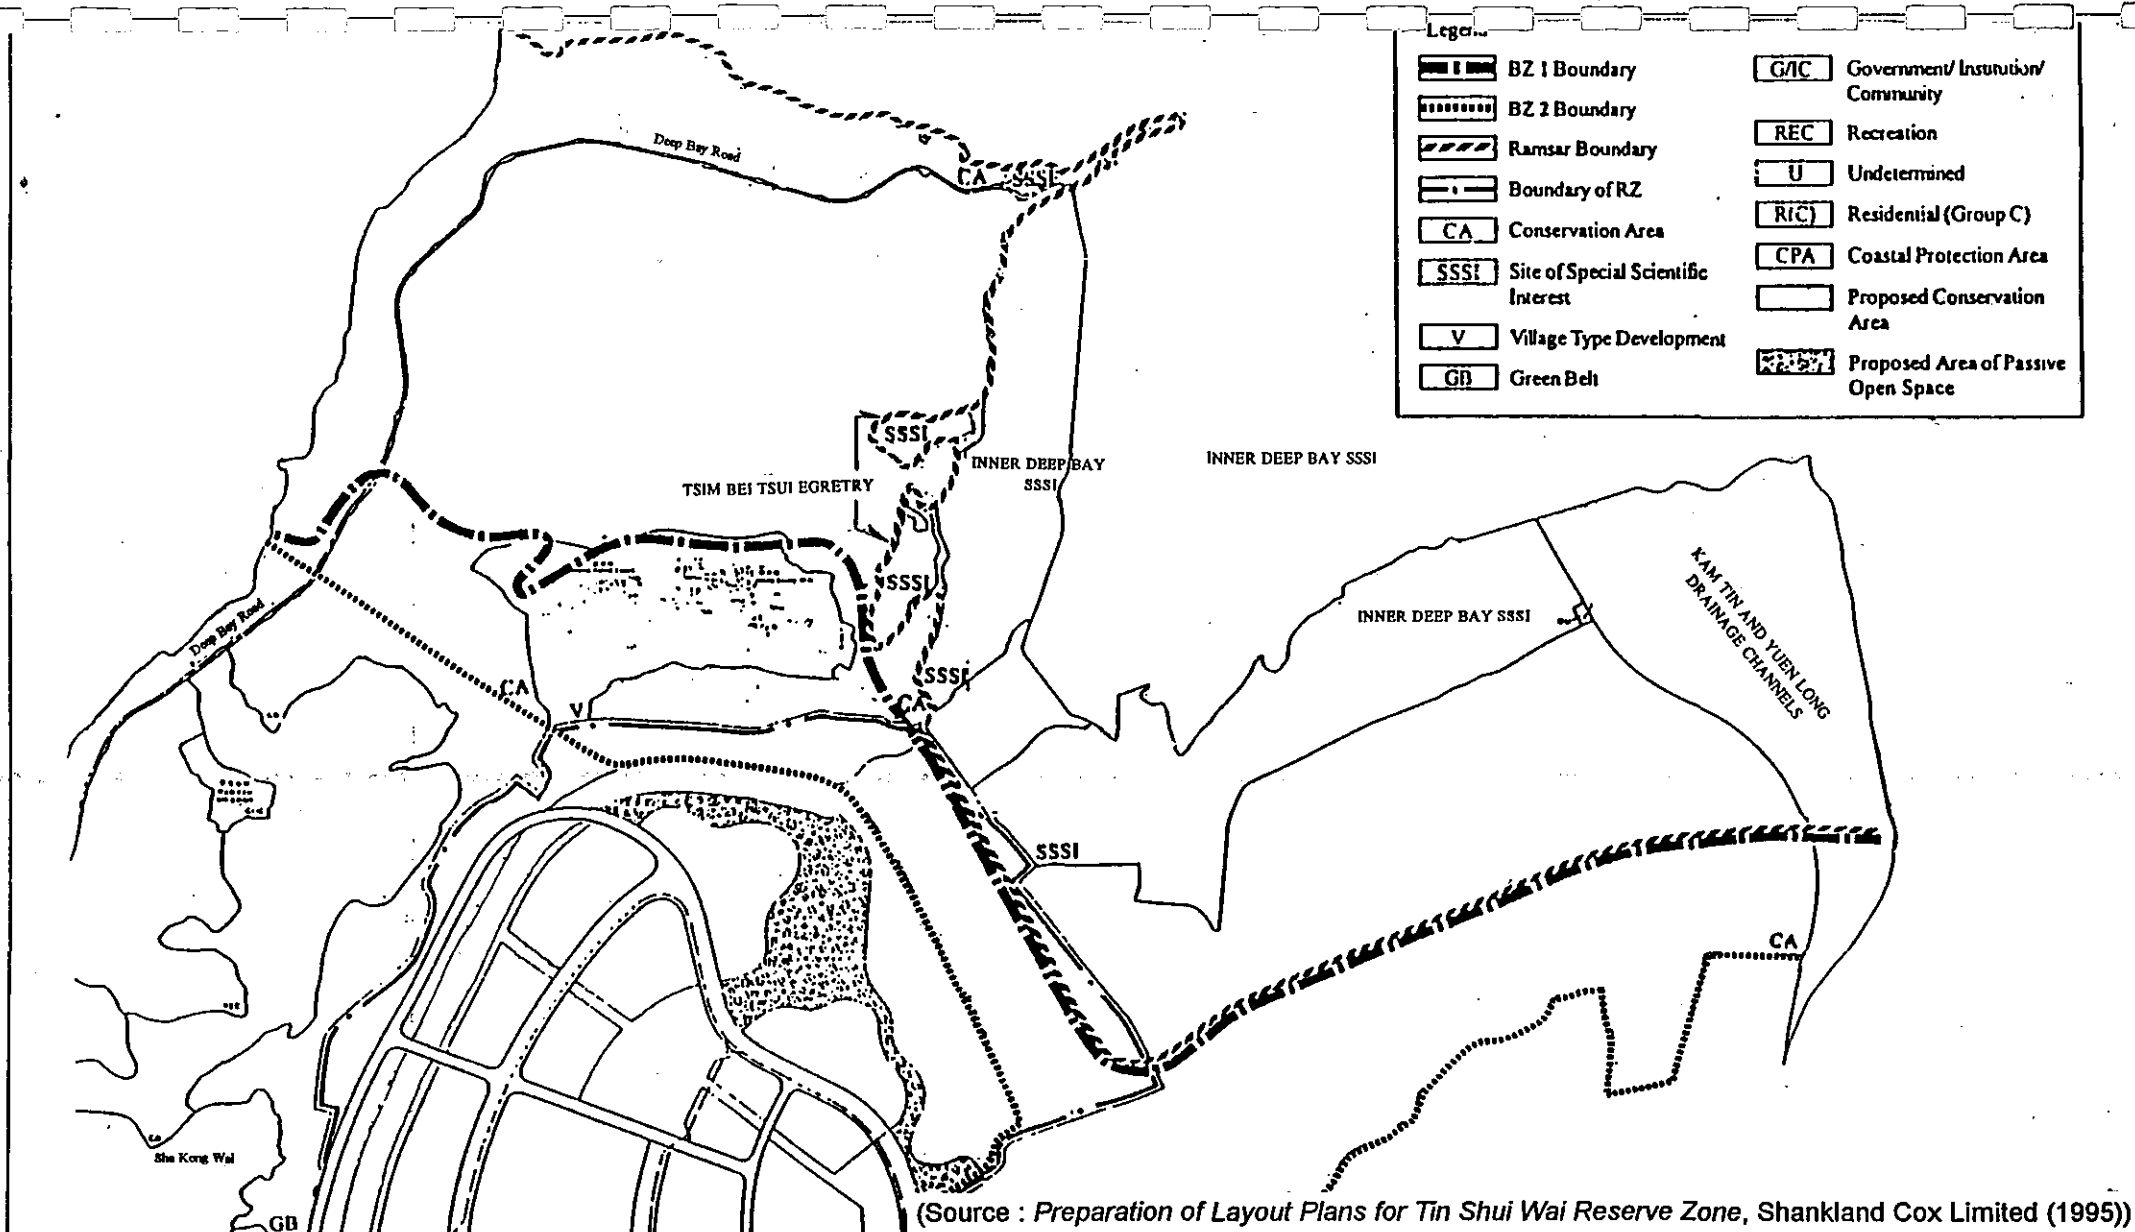 BZ 1 Boundary
BZ 2 Boundary
Ramsar Boundary
Boundary of RZ
CA
Conservation Area
SSSI
Site of Special Scientific
Interest
V
Village Type Development
GB
Green Belt
G/IC
Government/ Institution/
Community
REC
Recreation
U
Undetermined
R(C)
Residential (Group C)
CPA
Coastal Protection Area
Proposed Conservation
Area
Proposed Area of Passive
Open Space
Deep Bay Road
CA
SSSI
SSSI
INNER DEEP BAY
SSSI
INNER DEEP BAY SSSI
TSIM BEI TSUI EGRETRY
SSSI
INNER DEEP BAY SSSI
KAM TIN AND YUEN LONG
DRAINAGE CHANNELS
Deep Bay Road
SSSI
CA
CA
V
SSSI
CA
Sha Kong Wai
GB
(Source : Preparation of Layout Plans for Tin Shui Wai Reserve Zone, Shankland Cox Limited (1995))